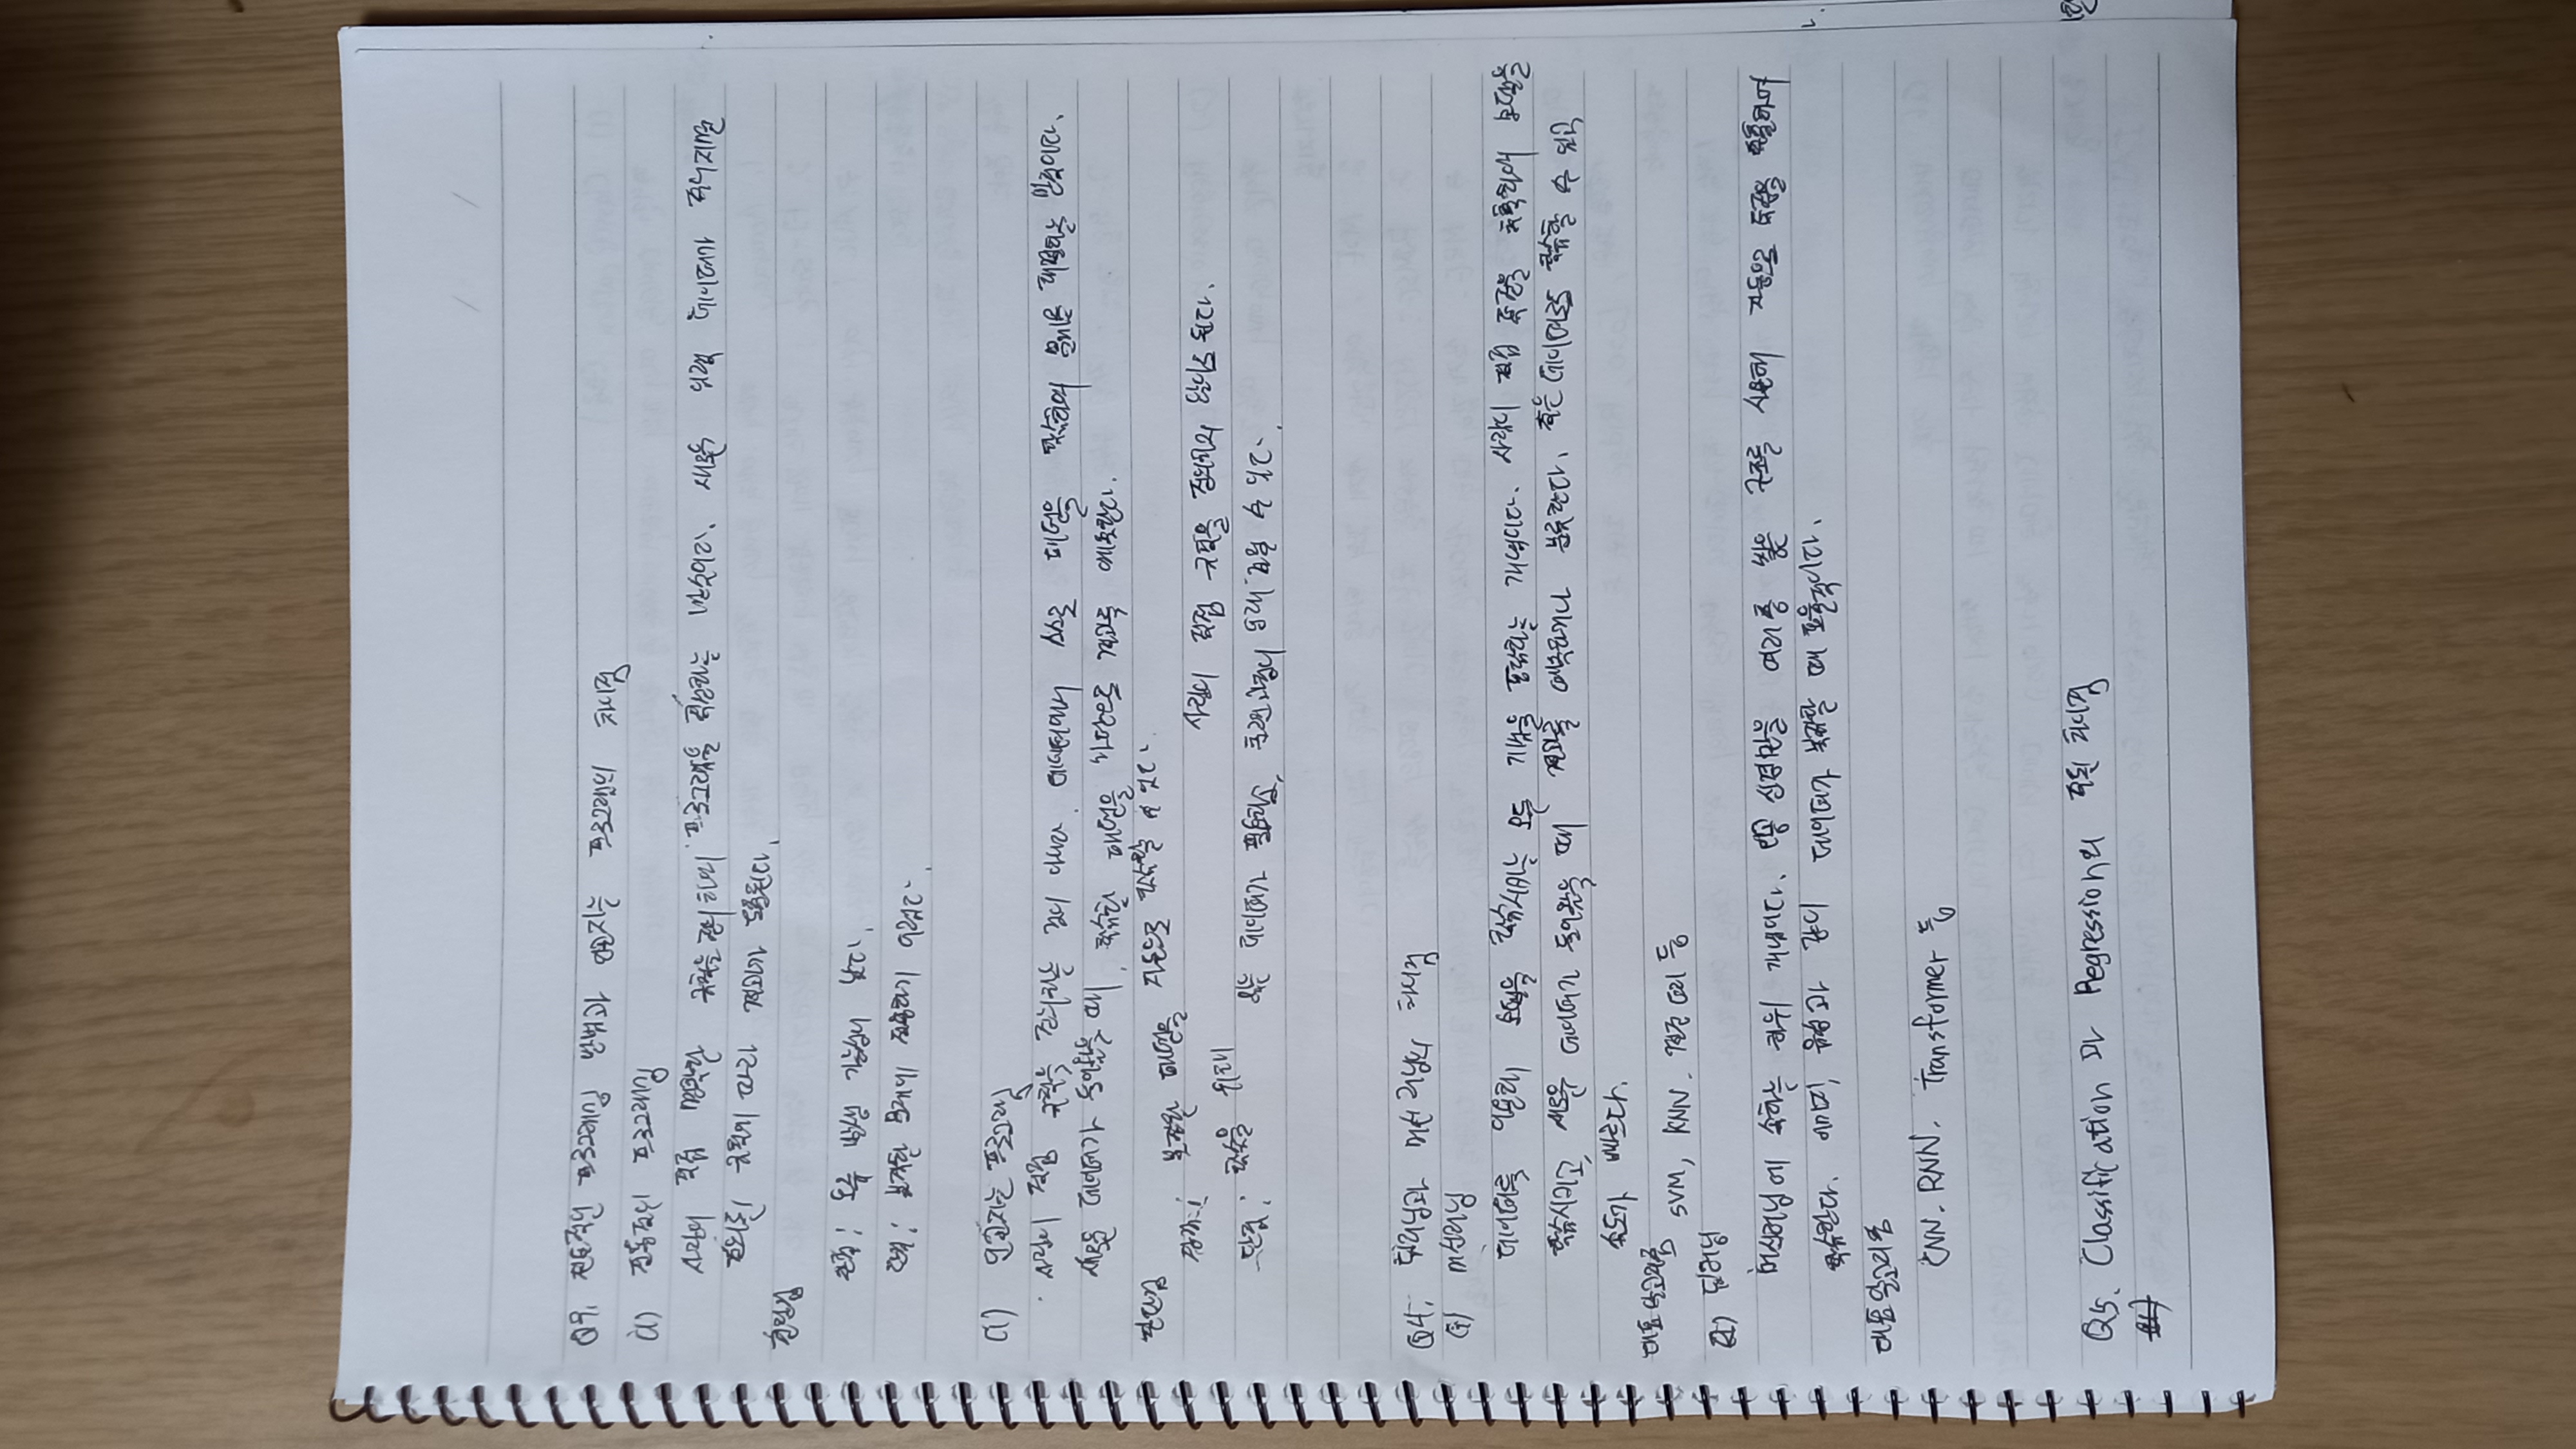 전통적인 프로그래밍 방법과 인공지능 프로그램의 차이점
전통적인 프로그래밍
사람이 직접 명확한 규칙을 정의하여 프로그램을 작성하는 방식이다. 새로운 입력 데이터가 주어지면
정의된 규칙에 따라 결과가 도출된다.
장단점
장점: 오류 발생 가능성이 낮다.
단점: 복잡한 문제에 적용하기 어렵다.
인공지능 프로그램
사람이 직접 규칙을 정의하는 것이 아니라 데이터에서 스스로 패턴을 학습하여 문제를 해결하는 방식이다.
새로운 데이터가 들어왔을 때, 학습한 패턴을 바탕으로 결과를 예측한다.
장단점
장점: 복잡한 패턴을 자동으로 학습할 수 있다.
사람이 직접 규칙을 정의하지 않아도 된다.
단점: 학습을 위해 많은 데이터가 필요하고, 훈련과정이 오래 걸릴 수 있다.
Q4. 딥러닝과 머신러닝의 차이점
머신러닝
데이터를 이용해 모델을 학습시키는 모든 기법을 포함하는 개념이다. 사람이 직접 특징을 추출하여 모델을
학습시키고, 새로운 데이터가 들어왔을 때 결과를 예측하거나 분류한다. 적은 데이터로도 학습할 수 있고
속도가 빠르다.
대표 알고리즘
SVM, KNN, 결정 트리 등
딥러닝
머신러닝에 속하는 하위 개념이다. 인공 신경망을 여러 층 쌓은 구조를 사용해 자동으로 특징을 추출하여
학습한다. 이미지, 음성과 같이 데이터가 복잡할 때 효율적이다.
대표 알고리즘
CNN, RNN, Transformer 등
Q5. Classification 과 Regression의 주된 차이점